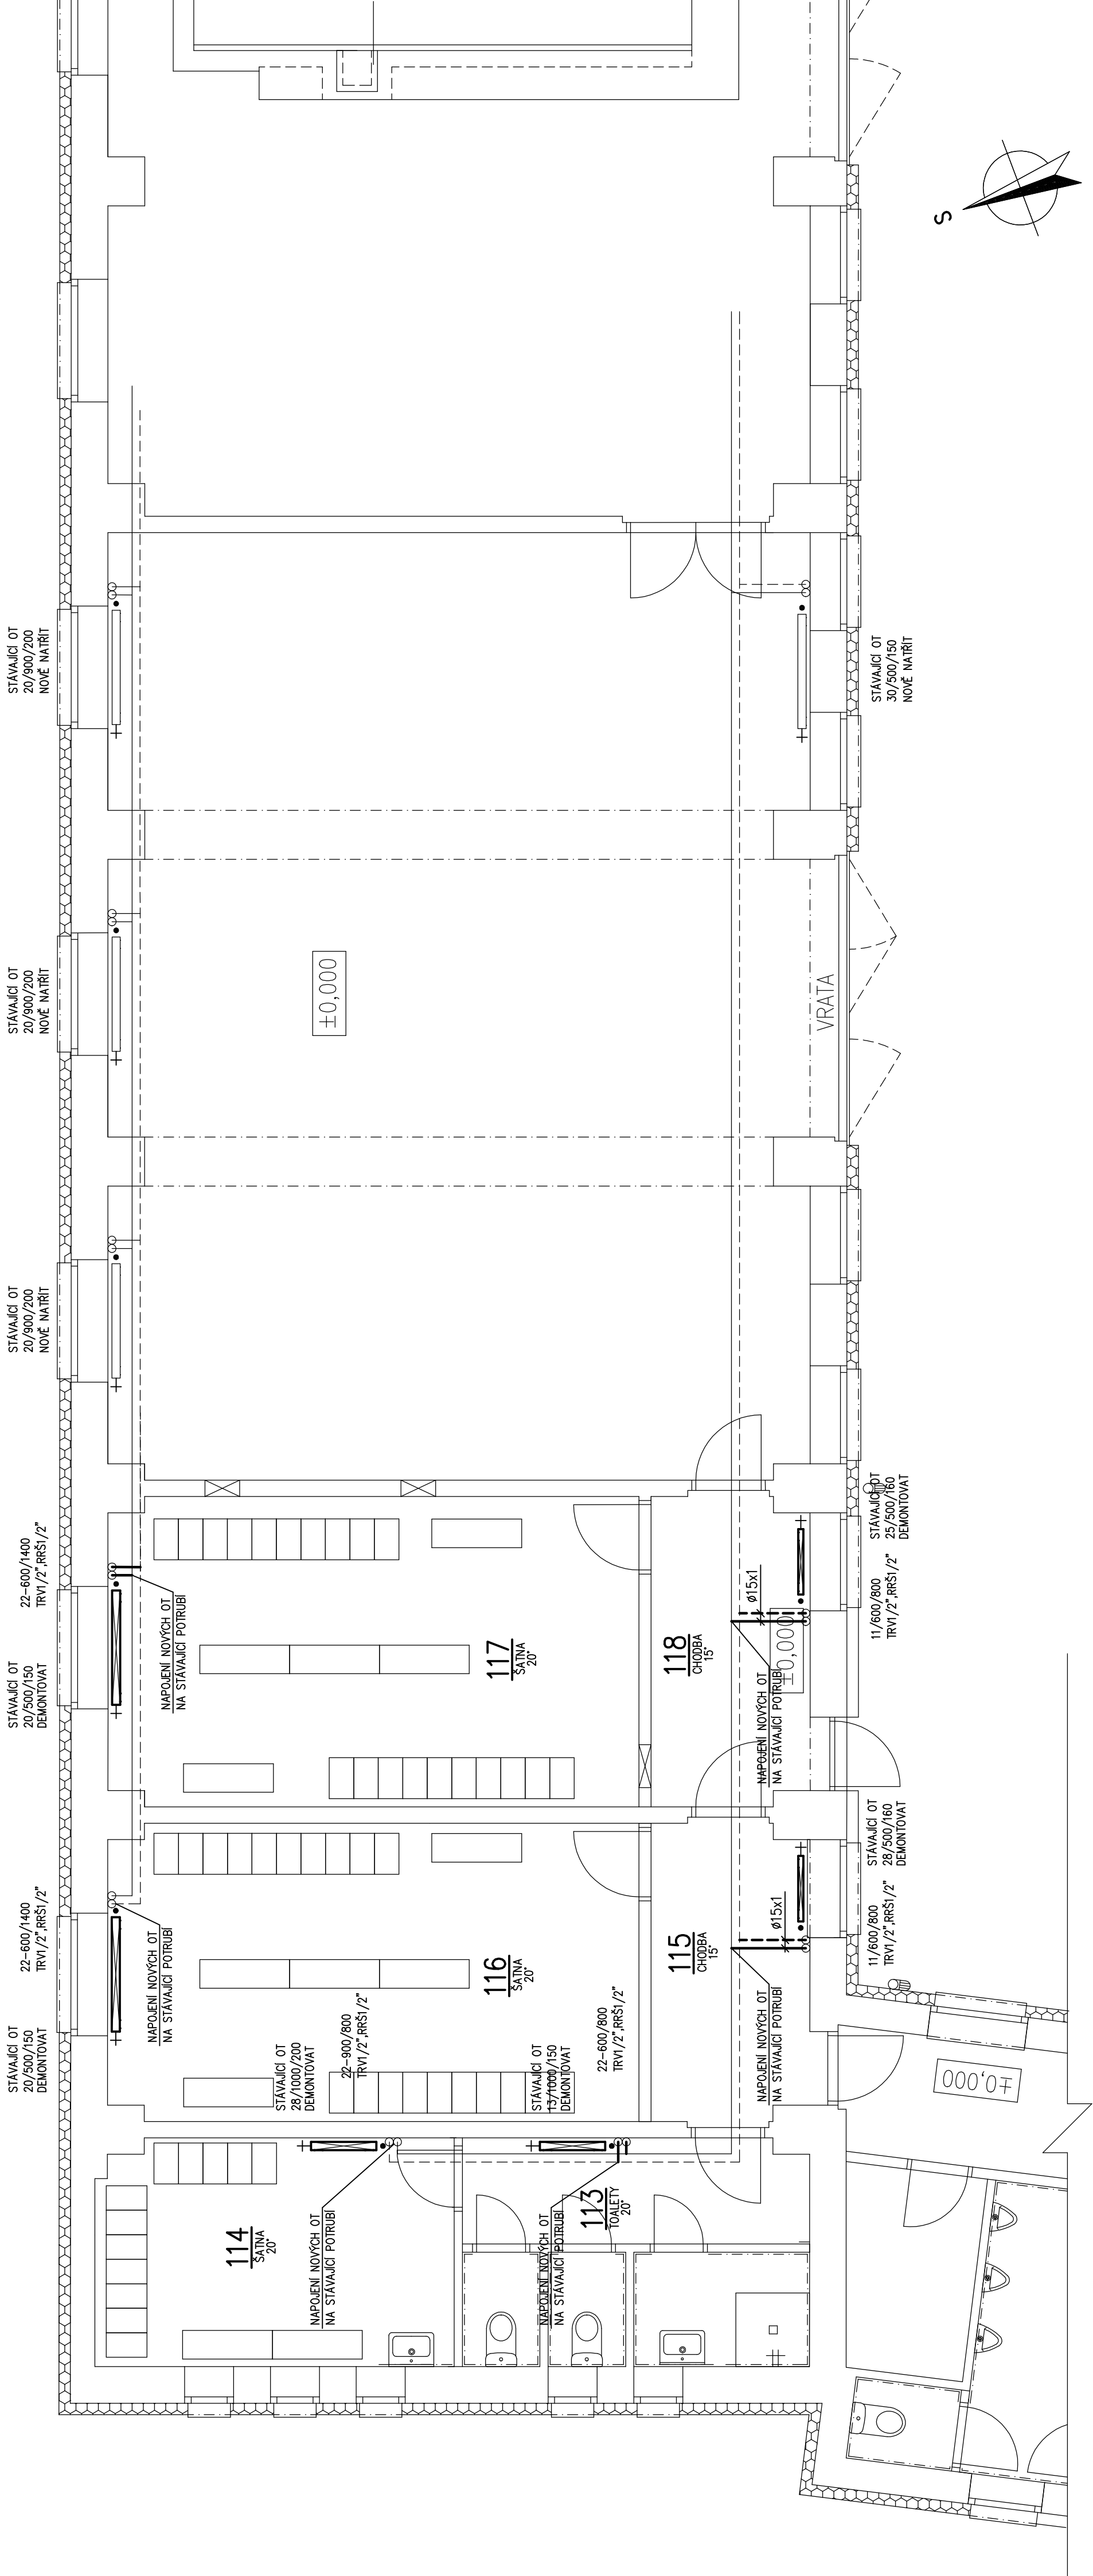 S
STÁVAJÍCÍ OT
20/900/200
NOVĚ NATŘÍT
STÁVAJÍCÍ OT
30/500/150
NOVĚ NATŘÍT
STÁVAJÍCÍ OT
20/900/200
NOVĚ NATŘÍT
±0,000
VRATA
STÁVAJÍCÍ OT
20/900/200
NOVĚ NATŘÍT
22-600/1400
TRV1/2",RRŠ1/2"
STÁVAJÍCÍ OT
20/500/150
DEMONTOVAT
NAPOJENÍ NOVÝCH OT
NA STÁVAJÍCÍ POTRUBÍ
117
ŠATNA
20°
118
CHODBA
15°
Ø15x1
±0,000
NAPOJENÍ NOVÝCH OT
NA STÁVAJÍCÍ POTRUBÍ
STÁVAJÍCÍ OT
25/500/160
DEMONTOVAT
11/600/800
TRV1/2",RRŠ1/2"
22-600/1400
TRV1/2",RRŠ1/2"
STÁVAJÍCÍ OT
20/500/150
DEMONTOVAT
NAPOJENÍ NOVÝCH OT
NA STÁVAJÍCÍ POTRUBÍ
116
ŠATNA
20°
115
CHODBA
15°
Ø15x1
NAPOJENÍ NOVÝCH OT
NA STÁVAJÍCÍ POTRUBÍ
STÁVAJÍCÍ OT
28/500/160
DEMONTOVAT
11/600/800
TRV1/2",RRŠ1/2"
STÁVAJÍCÍ OT
28/1000/200
DEMONTOVAT
22-900/800
TRV1/2",RRŠ1/2"
STÁVAJÍCÍ OT
13/1000/150
DEMONTOVAT
22-600/800
TRV1/2",RRŠ1/2"
±0,000
114
ŠATNA
20°
NAPOJENÍ NOVÝCH OT
NA STÁVAJÍCÍ POTRUBÍ
113
TOALETY
20°
NAPOJENÍ NOVÝCH OT
NA STÁVAJÍCÍ POTRUBÍ